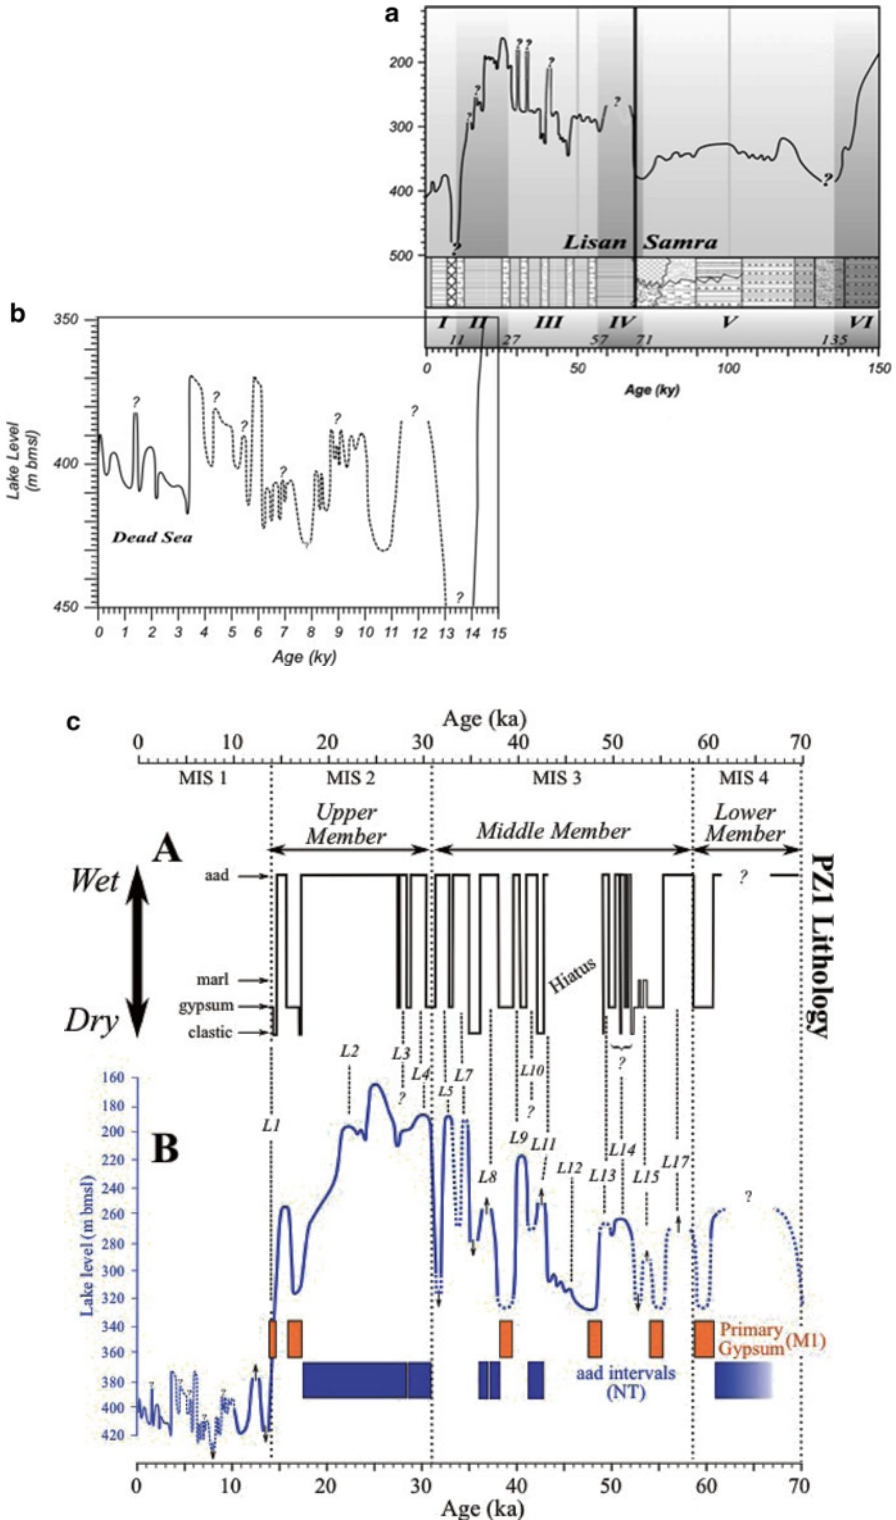 a
200
300
400
500
? ? ? ? ? ? ? ?
Lisan Samra
I II III IV V VI
11 27 57 71 135
0 50 100 150
Age (ky)
b
350
400
450
Lake Level
(m bmsl)
? ? ? ? ? ? ?
Dead Sea
0 1 2 3 4 5 6 7 8 9 10 11 12 13 14 15
Age (ky)
c
Age (ka)
0 10 20 30 40 50 60 70
MIS 1 MIS 2 MIS 3 MIS 4
Upper
Member
Middle Member
Lower
Member
A
Wet
Dry
aad
marl
gypsum
clastic
Hiatus
?
PZ1 Lithology
L1 L2 L3 L4 L5 L7 L8 L9 L10 L11 L12 L13 L14 L15 L17
? ? ? ?
B
Lake level (m bmsl)
160
180
200
220
240
260
280
300
320
340
360
380
400
420
Primary
Gypsum (M1)
aad intervals
(NT)
0 10 20 30 40 50 60 70
Age (ka)